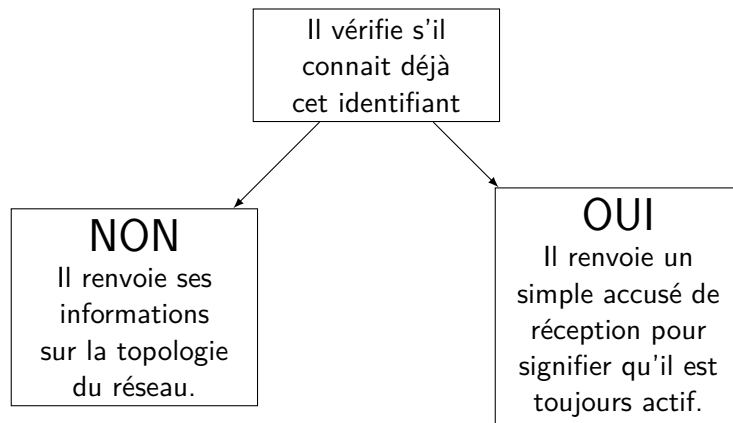 Il vérifie s'il
connait déjà
cet identifiant
NON
Il renvoie ses
informations
sur la topologie
du réseau.
OUI
Il renvoie un
simple accusé de
réception pour
signifier qu'il est
toujours actif.